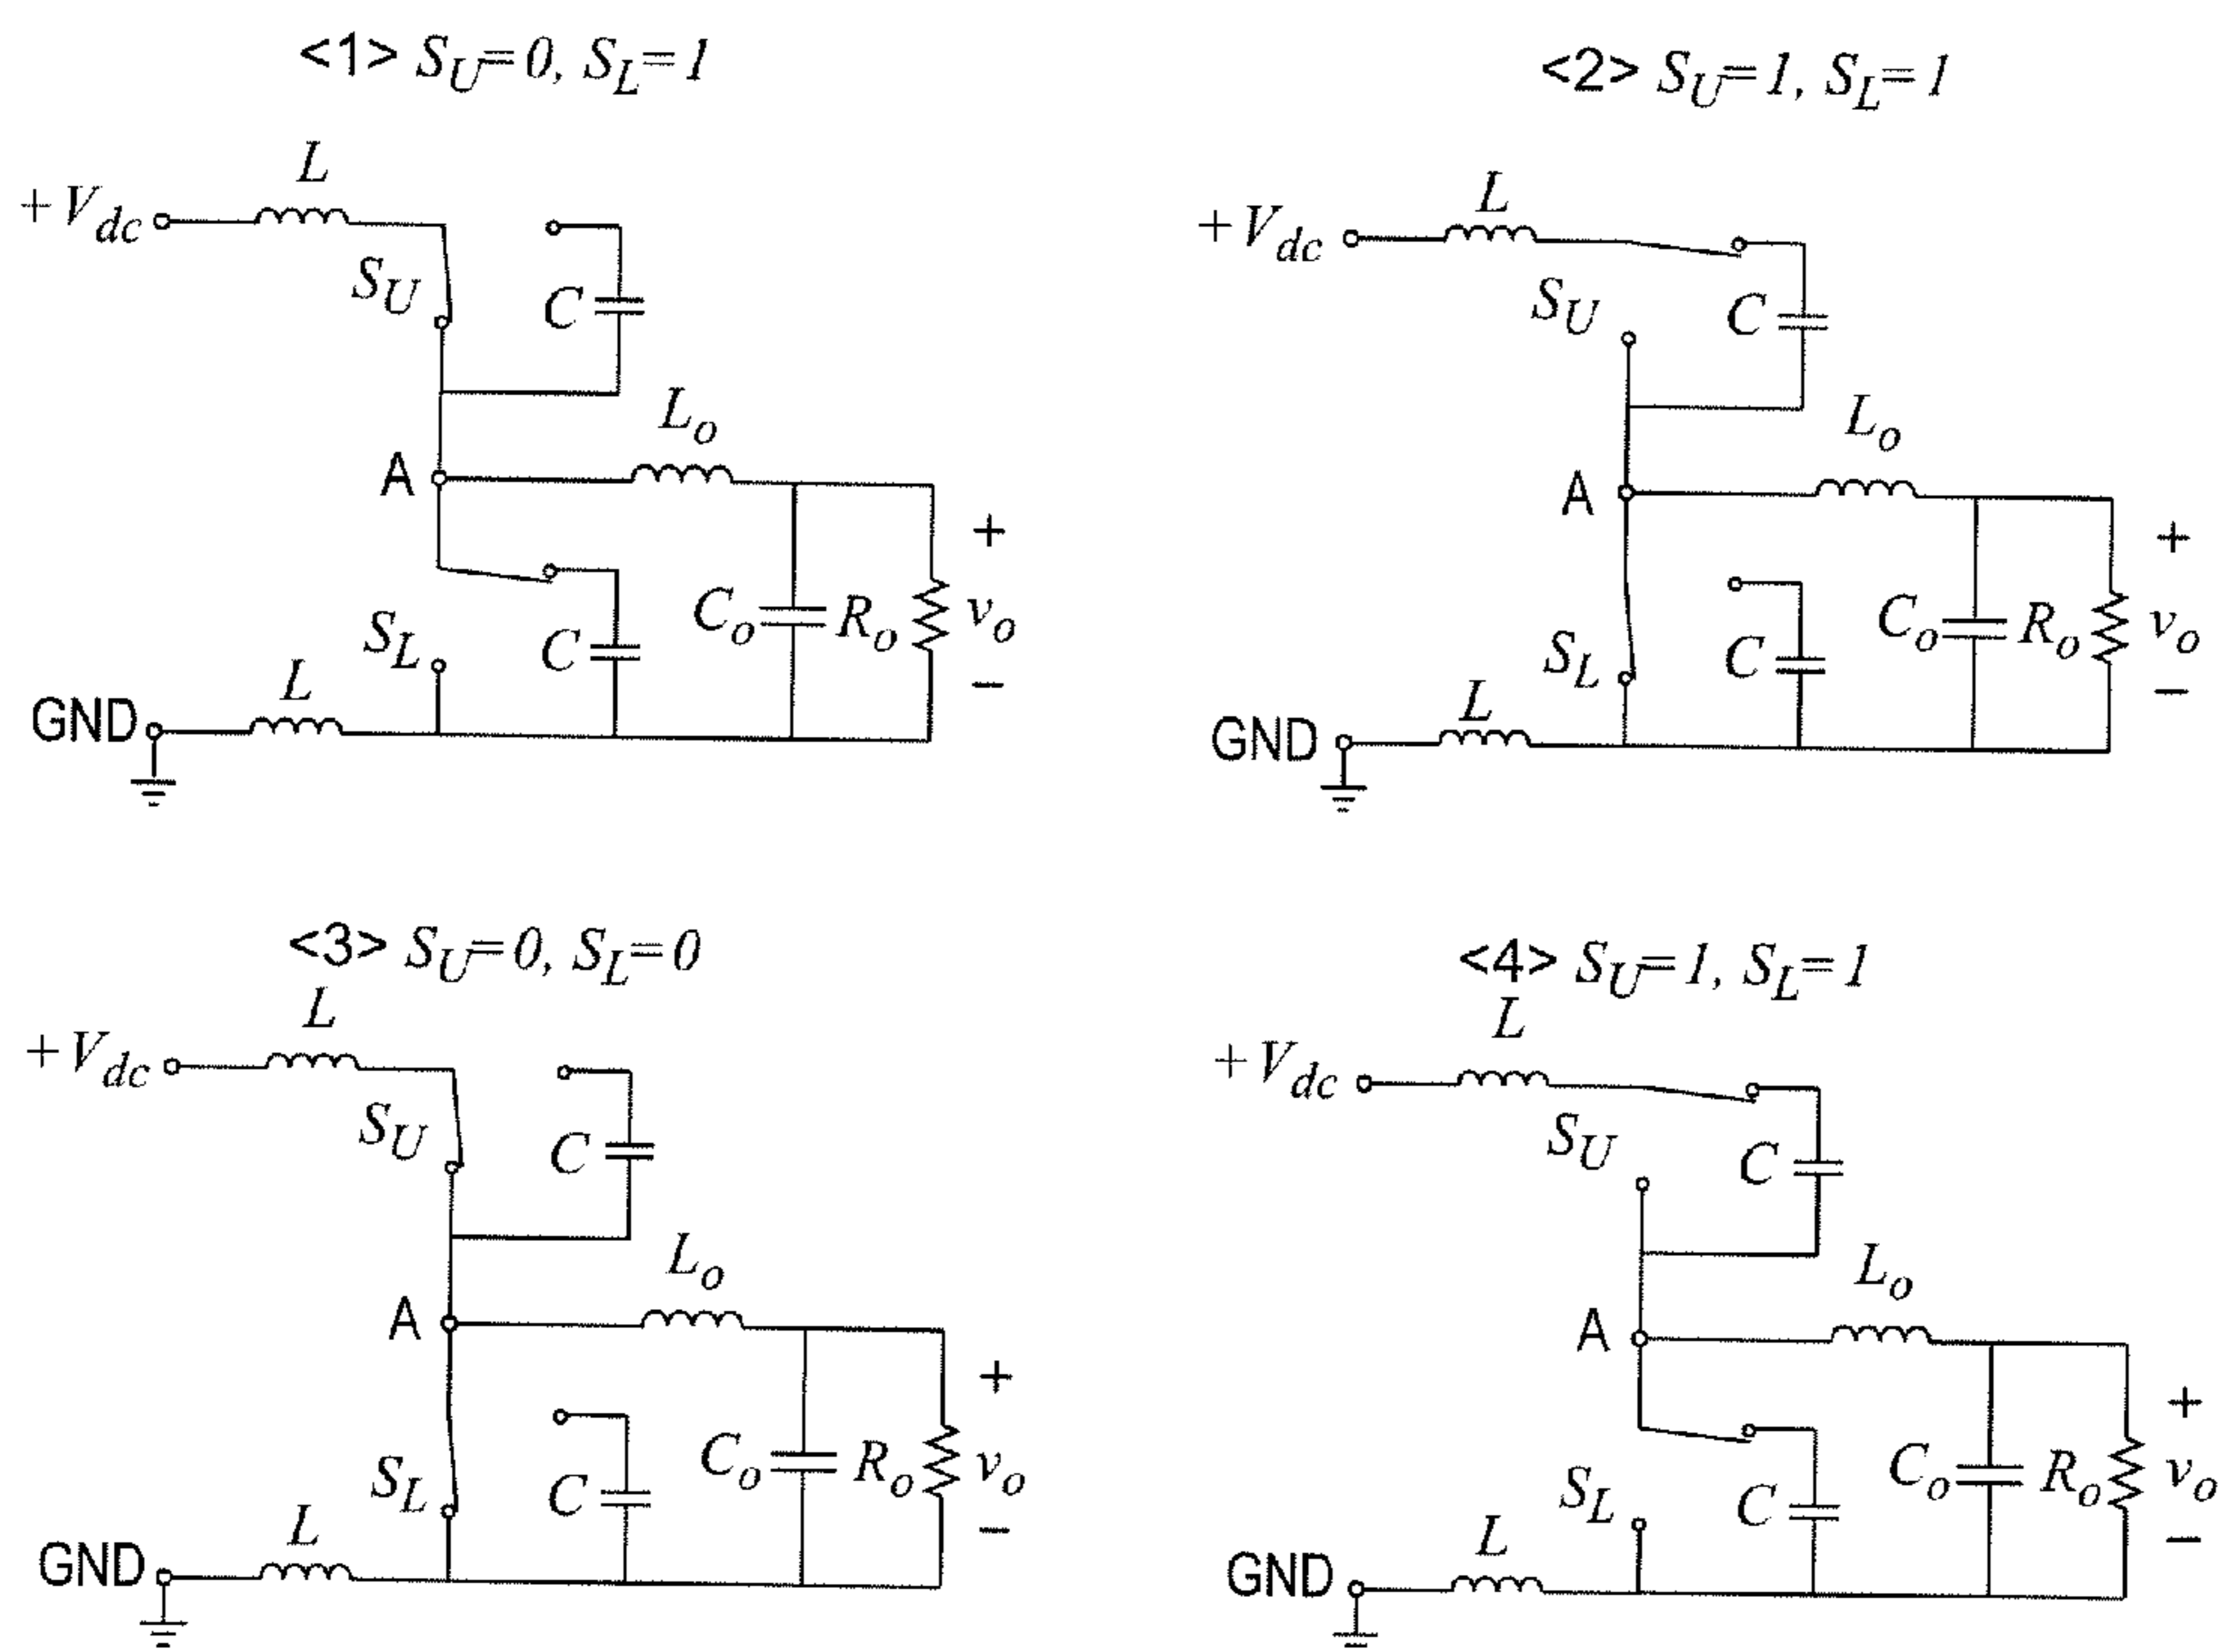 <1> S_U=0, S_L=1
L
+V_dc
S_U
C
L_o
A
S_L
C
C_o
R_o
+
v_o
−
L
GND
<2> S_U=1, S_L=1
L
+V_dc
S_U
C
L_o
A
S_L
C
C_o
R_o
+
v_o
−
L
GND
<3> S_U=0, S_L=0
L
+V_dc
S_U
C
L_o
A
S_L
C
C_o
R_o
+
v_o
−
L
GND
<4> S_U=1, S_L=1
L
+V_dc
S_U
C
L_o
A
S_L
C
C_o
R_o
+
v_o
−
L
GND